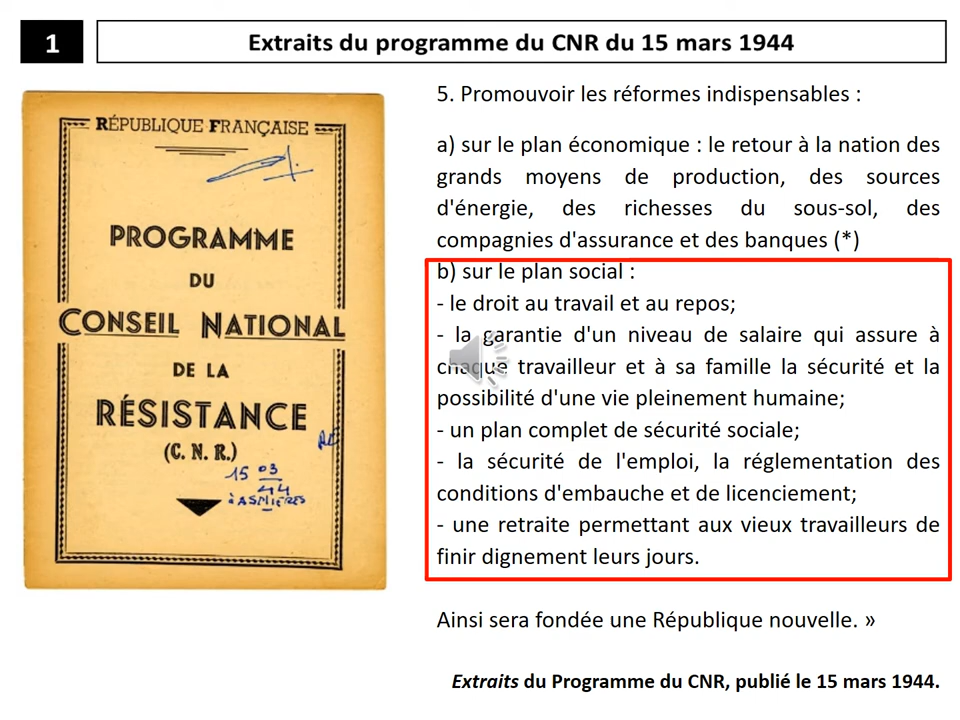 1
Extraits du programme du CNR du 15 mars 1944
RÉPUBLIQUE FRANÇAISE
PROGRAMME
DU
CONSEIL NATIONAL
DE LA
RÉSISTANCE
(C. N. R.)
15 03
44
à ASNIERES
5. Promouvoir les réformes indispensables :
a) sur le plan économique : le retour à la nation des
grands moyens de production, des sources
d'énergie, des richesses du sous-sol, des
compagnies d'assurance et des banques (*)
b) sur le plan social :
- le droit au travail et au repos;
- la garantie d'un niveau de salaire qui assure à
chaque travailleur et à sa famille la sécurité et la
possibilité d'une vie pleinement humaine;
- un plan complet de sécurité sociale;
- la sécurité de l'emploi, la réglementation des
conditions d'embauche et de licenciement;
- une retraite permettant aux vieux travailleurs de
finir dignement leurs jours.
Ainsi sera fondée une République nouvelle. »
Extraits du Programme du CNR, publié le 15 mars 1944.